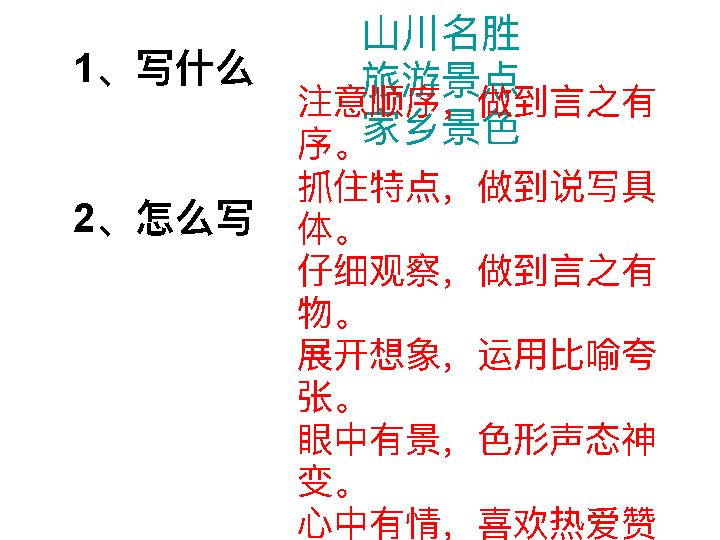 1、写什么
山川名胜
旅游景点
家乡景色
2、怎么写
注意顺序，做到言之有
序。
抓住特点，做到说写具
体。
仔细观察，做到言之有
物。
展开想象，运用比喻夸
张。
眼中有景，色形声态神
变。
心中有情，喜欢热爱赞